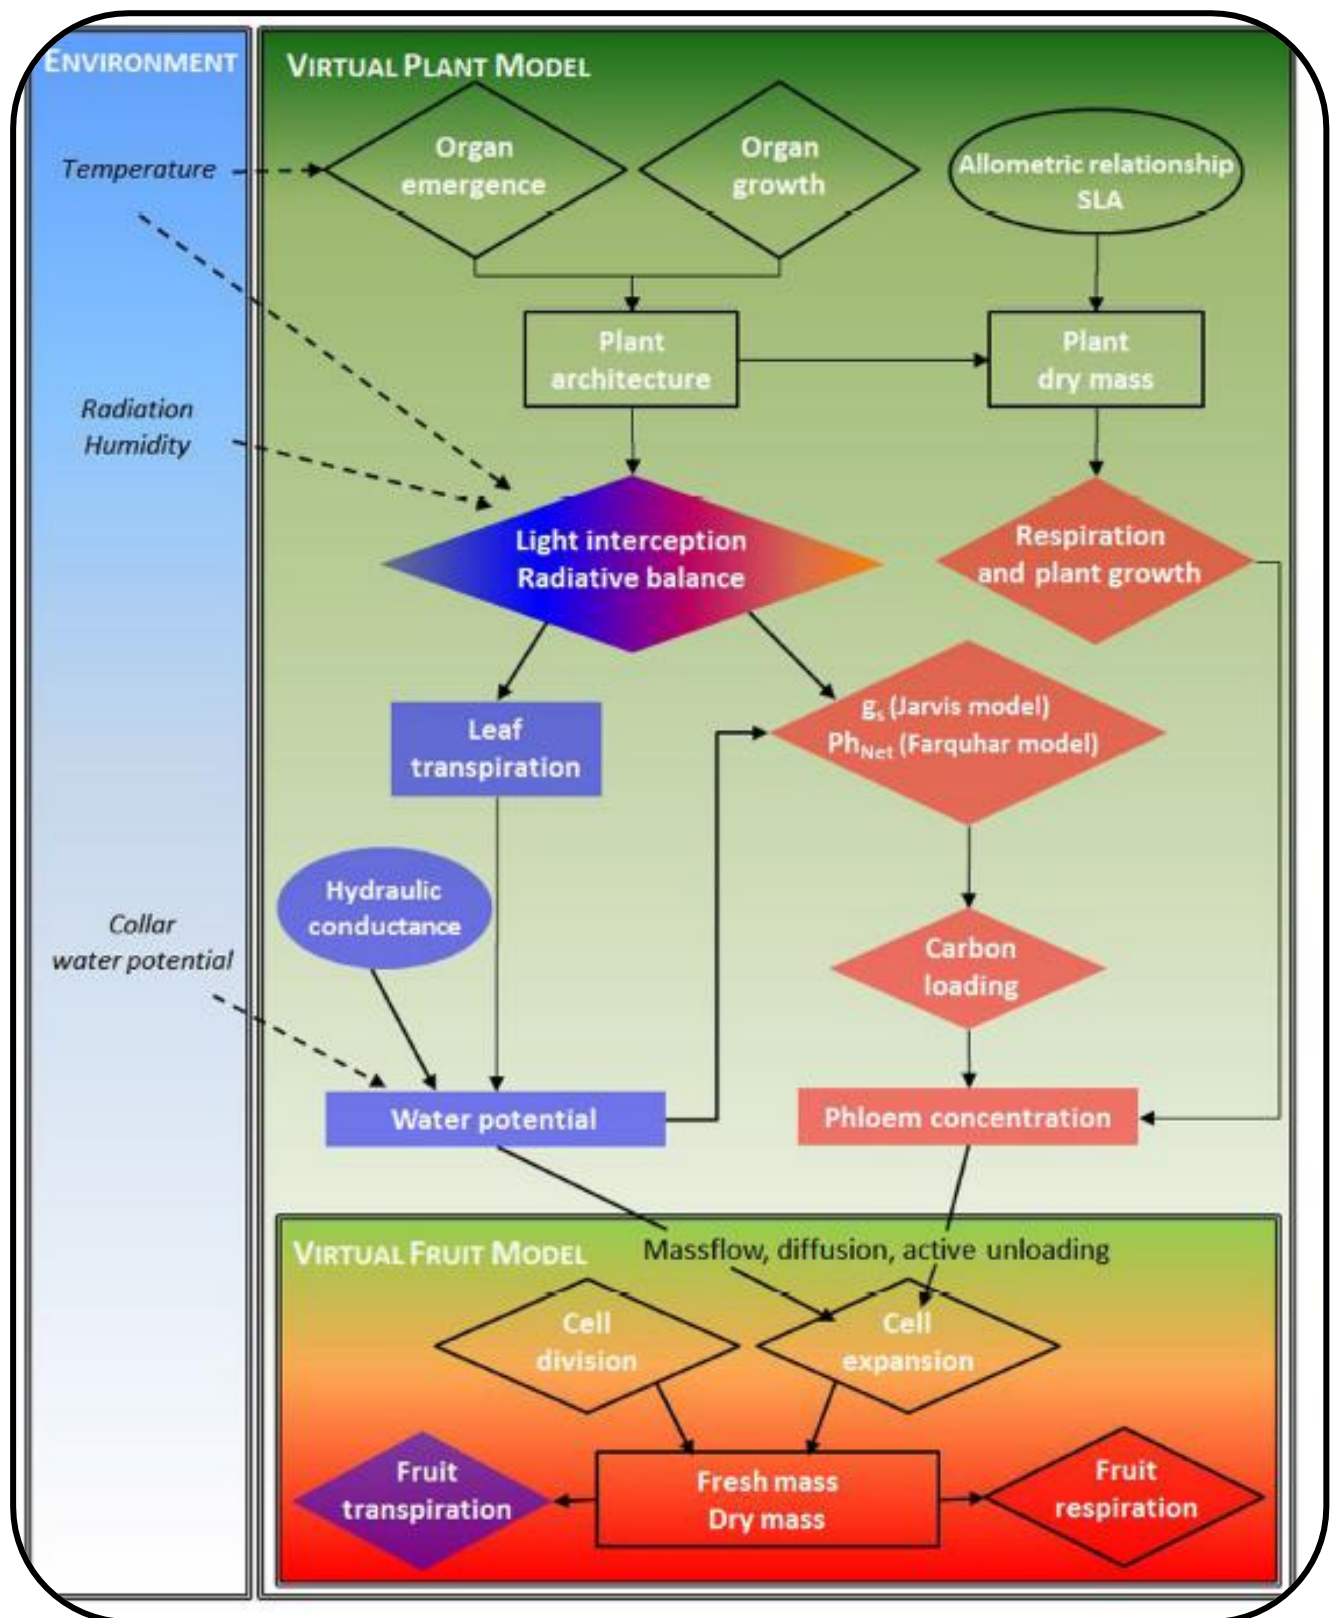 ENVIRONMENT
VIRTUAL PLANT MODEL
Temperature
Organ
emergence
Organ
growth
Allometric relationship
SLA
Plant
architecture
Plant
dry mass
Radiation
Humidity
Light interception
Radiative balance
Respiration
and plant growth
Leaf
transpiration
gs (Jarvis model)
PhNet (Farquhar model)
Hydraulic
conductance
Collar
water potential
Carbon
loading
Water potential
Phloem concentration
VIRTUAL FRUIT MODEL
Massflow, diffusion, active unloading
Cell
division
Cell
expansion
Fruit
transpiration
Fresh mass
Dry mass
Fruit
respiration